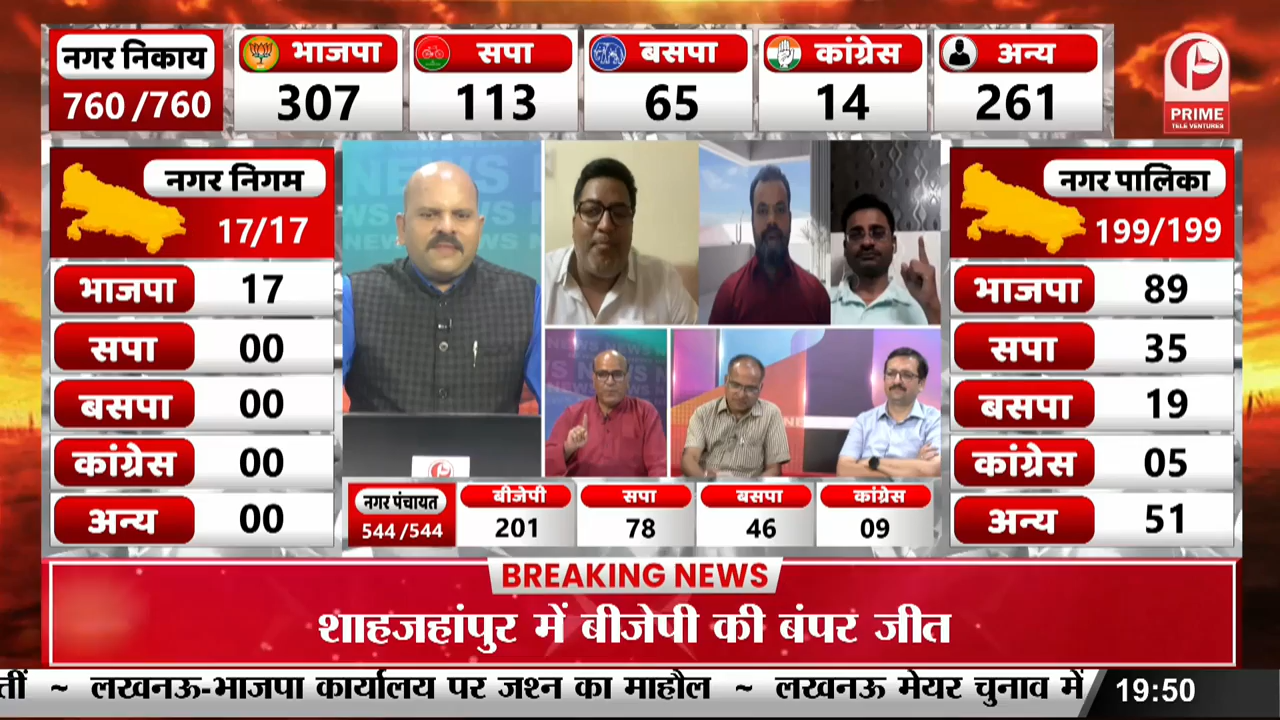 नगर निकाय
760/760
भाजपा
307
सपा
113
बसपा
65
कांग्रेस
14
अन्य
261
PRIME
TELE VENTURES
नगर निगम
17/17
भाजपा 17
सपा 00
बसपा 00
कांग्रेस 00
अन्य 00
NEWS
नगर पालिका
199/199
भाजपा 89
सपा 35
बसपा 19
कांग्रेस 05
अन्य 51
नगर पंचायत
544/544
बीजेपी
201
सपा
78
बसपा
46
कांग्रेस
09
BREAKING NEWS
शाहजहांपुर में बीजेपी की बंपर जीत
~ लखनऊ-भाजपा कार्यालय पर जश्न का माहौल ~ लखनऊ मेयर चुनाव में
19:50